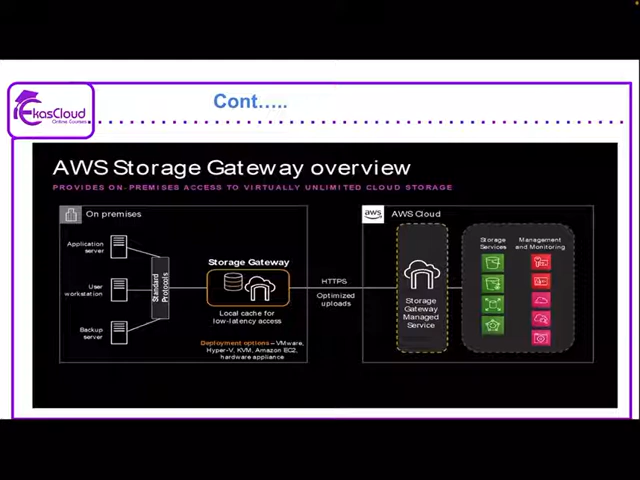 Cont.....
EkasCloud
Online Courses
AWS Storage Gateway overview
PROVIDES ON-PREMISES ACCESS TO VIRTUALLY UNLIMITED CLOUD STORAGE
On premises
Application
server
User
workstation
Backup
server
Standard
Protocols
Storage Gateway
Local cache for
low-latency access
Deployment options – VMware,
Hyper-V, KVM, Amazon EC2,
hardware appliance
HTTPS
Optimized
uploads
aws
AWS Cloud
Storage
Gateway
Managed
Service
Storage
Services
Management
and Monitoring